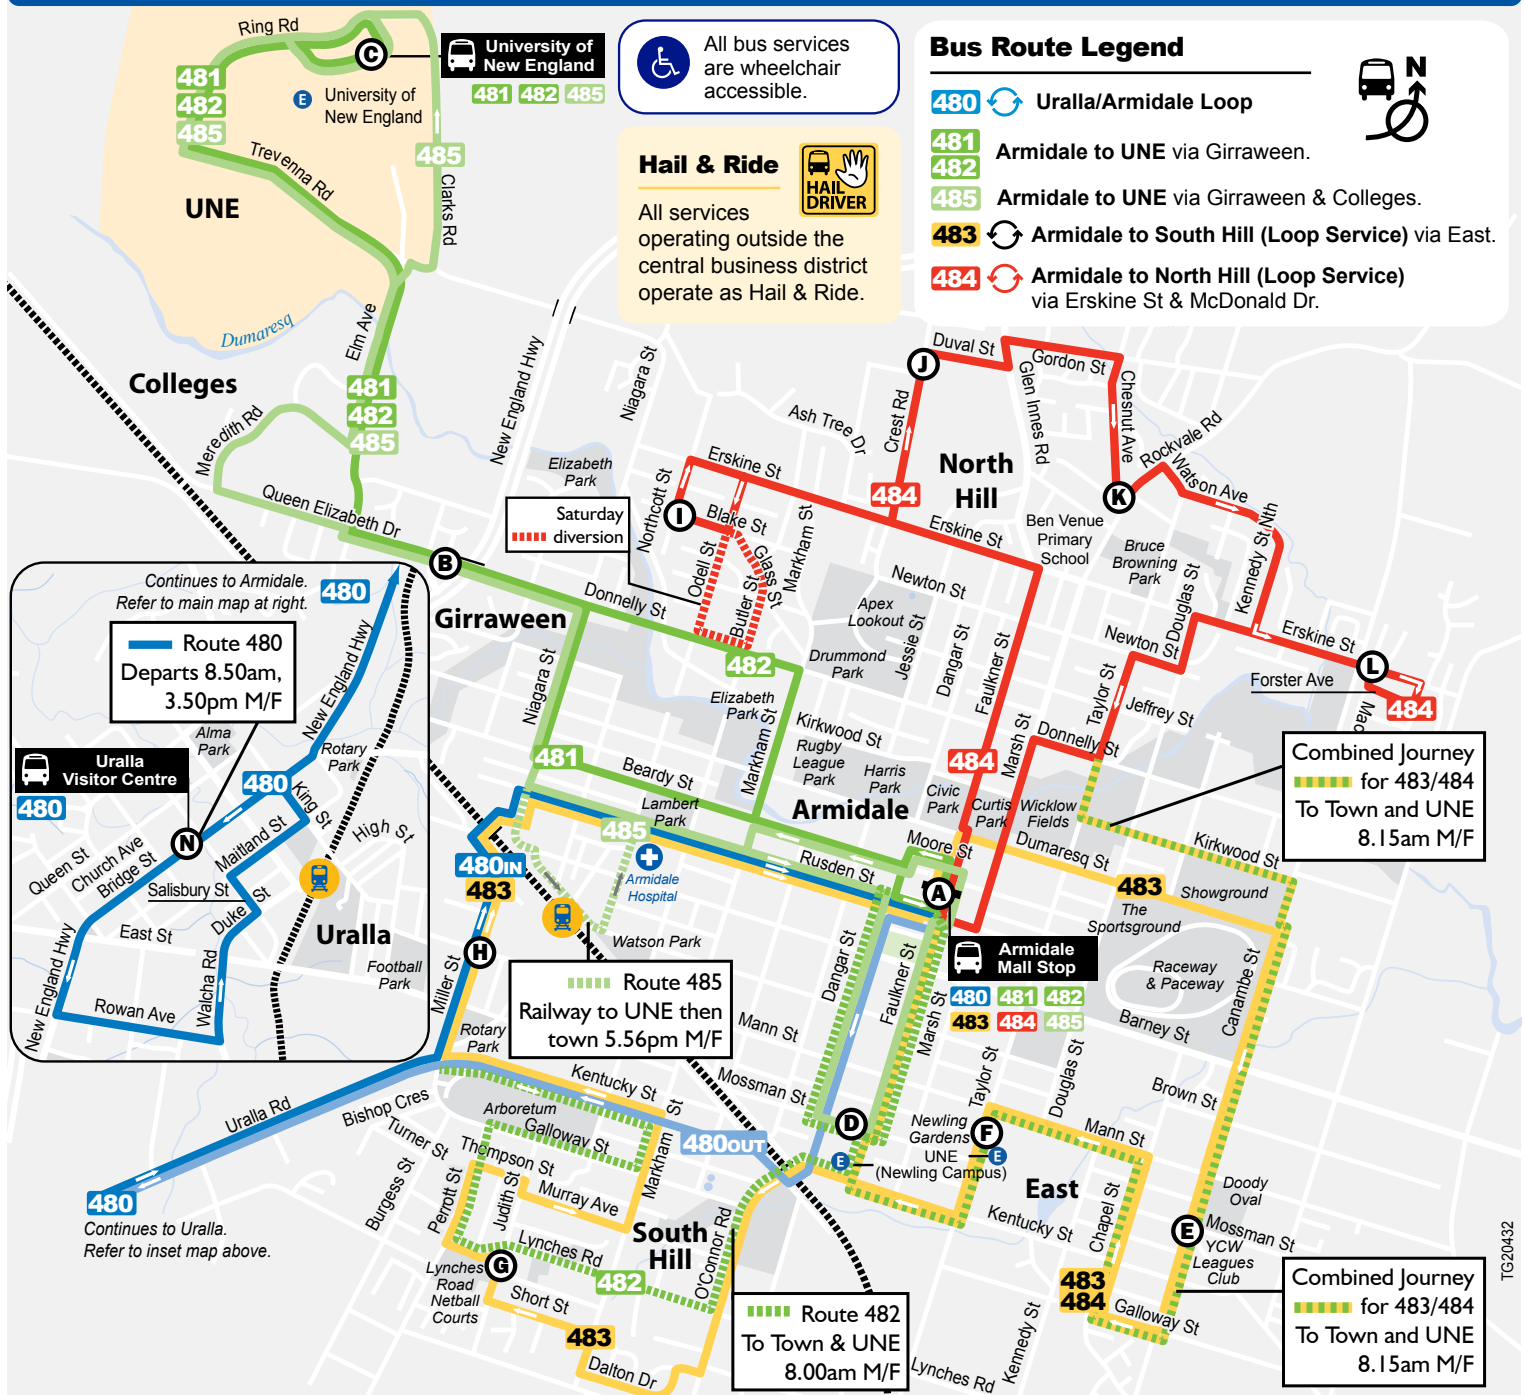 Ring Rd
C
University of
New England
481 482 485
481
482
485
E
University of
New England
485
Trevenna Rd
Clarks Rd
UNE
All bus services
are wheelchair
accessible.
Hail & Ride
HAIL
DRIVER
All services
operating outside the
central business district
operate as Hail & Ride.
Bus Route Legend
N
480 Uralla/Armidale Loop
481
482
Armidale to UNE via Girraween.
485 Armidale to UNE via Girraween & Colleges.
483 Armidale to South Hill (Loop Service) via East.
484 Armidale to North Hill (Loop Service)
via Erskine St & McDonald Dr.
Dumaresq
Elm Ave
Colleges
481
482
485
Meredith Rd
Queen Elizabeth Dr
New England Hwy
Niagara St
Ash Tree Dr
Crest Rd
J
Duval St
Gordon St
Glen Innes Rd
Chesnut Ave
Rockvale Rd
Watson Ave
K
North
Hill
484
Elizabeth
Park
Erskine St
Northcott St
I
Blake St
Saturday
diversion
Odell St
Glass St
Butler St
Markham St
Erskine St
Ben Venue
Primary
School
Bruce
Browning
Park
Kennedy St Nth
Douglas St
B
Donnelly St
Girraween
Newton St
Apex
Lookout
Jessie St
Drummond
Park
Dangar St
Faulkner St
Newton St
Erskine St
L
Forster Ave
484
Taylor St
Jeffrey St
482
Niagara St
Elizabeth
Park
Markham St
Kirkwood St
Rugby
League
Park
Harris
Park
Marsh St
Donnelly St
484
Civic
Park
Curtis
Park
Wicklow
Fields
Combined Journey
for 483/484
To Town and UNE
8.15am M/F
481
Beardy St
Armidale
Lambert
Park
485
Armidale
Hospital
Rusden St
Moore St
Dumaresq St
Kirkwood St
483
Showground
The
Sportsground
A
Armidale
Mall Stop
480 481 482
483 484 485
Raceway
& Paceway
Canambe St
Barney St
480IN
483
H
Miller St
Watson Park
Route 485
Railway to UNE then
town 5.56pm M/F
Dangar St
Faulkner St
Marsh St
Mann St
Mossman St
Rotary
Park
Kentucky St
Taylor St
Douglas St
Brown St
Continues to Armidale.
Refer to main map at right.
480
Route 480
Departs 8.50am,
3.50pm M/F
New England Hwy
Alma
Park
Rotary
Park
Uralla
Visitor Centre
480
480
King St
High St
N
Maitland St
Queen St
Church Ave
Bridge St
Salisbury St
Duke St
East St
Uralla
Football
Park
New England Hwy
Rowan Ave
Walcha Rd
Uralla Rd
Bishop Cres
480
Continues to Uralla.
Refer to inset map above.
Arboretum
Galloway St
Turner St
Thompson St
Burgess St
Perrott St
Judith St
Murray Ave
Markham St
480OUT
D
E
Newling
Gardens
UNE
(Newling Campus)
F
E
Mann St
East
Kentucky St
Chapel St
Doody
Oval
E
Mossman St
YCW
Leagues
Club
South
Hill
Lynches Rd
O'Connor Rd
G
Lynches
Road
Netball
Courts
482
Short St
483
Dalton Dr
Route 482
To Town & UNE
8.00am M/F
483
484
Galloway St
Kennedy St
Lynches Rd
Combined Journey
for 483/484
To Town and UNE
8.15am M/F
TG20432